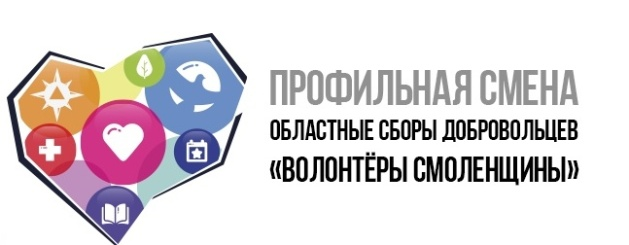 ПРОФИЛЬНАЯ СМЕНА
ОБЛАСТНЫЕ СБОРЫ ДОБРОВОЛЬЦЕВ
«ВОЛОНТЁРЫ СМОЛЕНЩИНЫ»